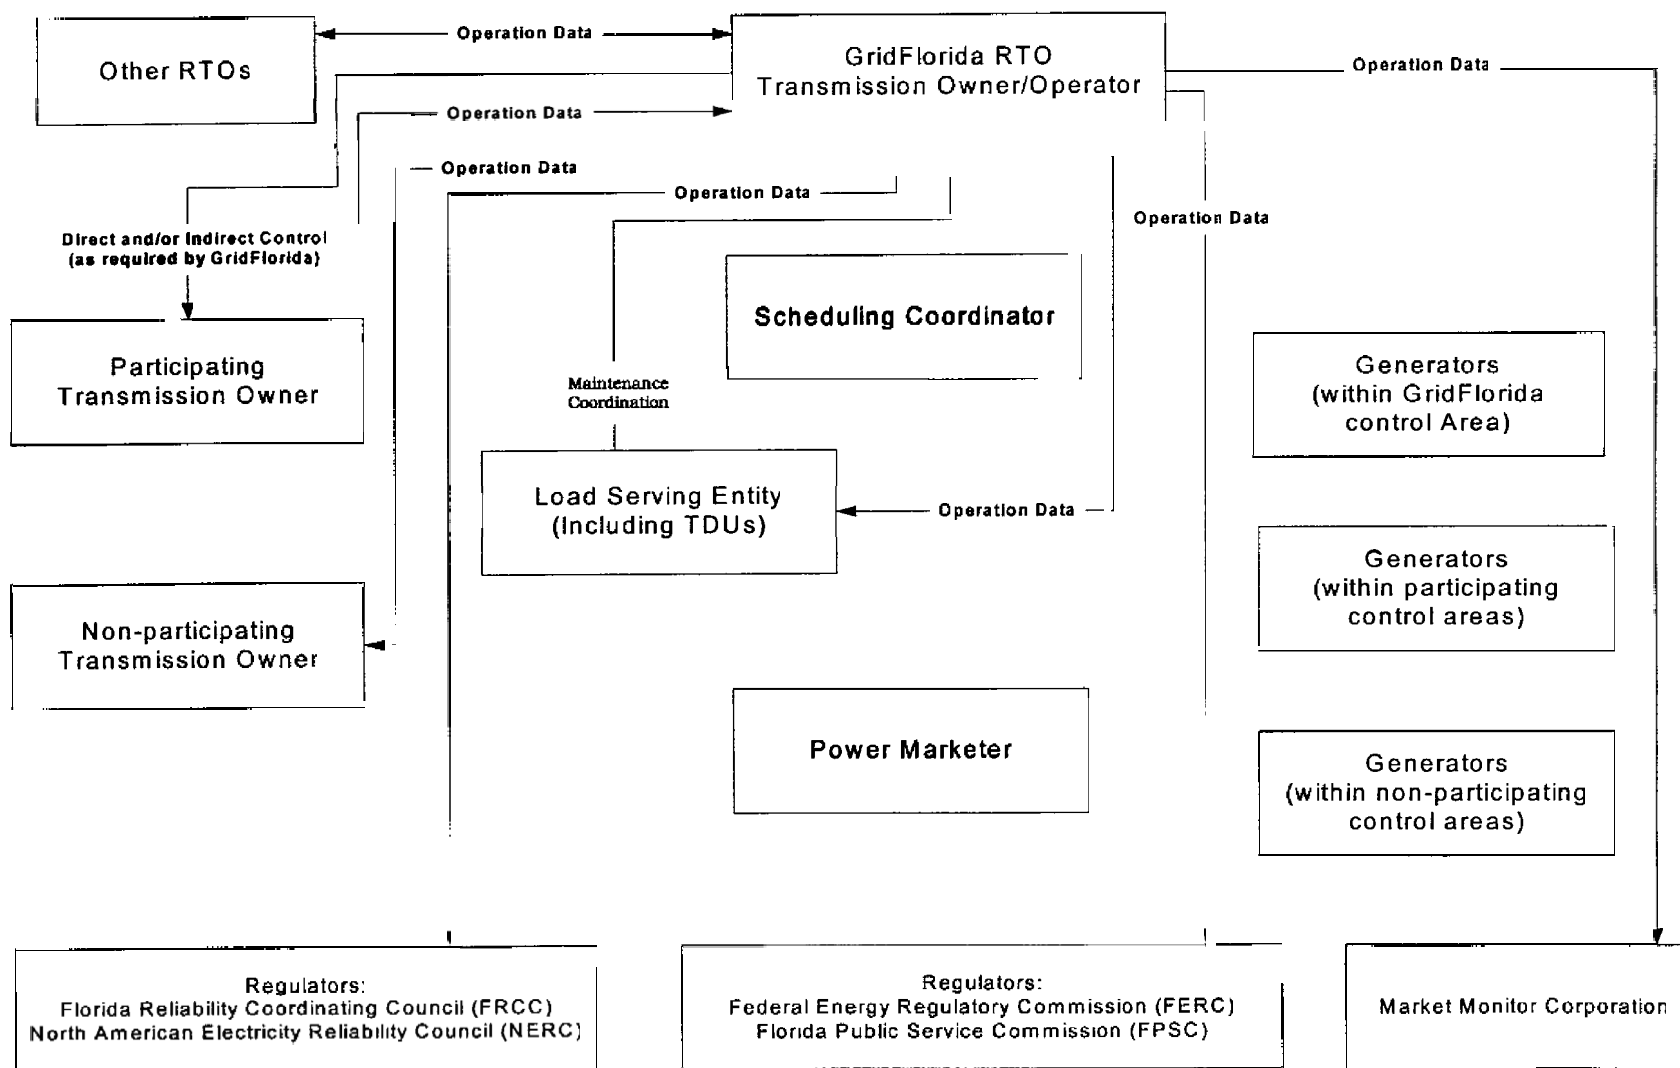 Operation Data
Other RTOs
GridFlorida RTO
Transmission Owner/Operator
Operation Data
Operation Data
Operation Data
Operation Data
Operation Data
Direct and/or Indirect Control
(as required by GridFlorida)
Scheduling Coordinator
Participating
Transmission Owner
Generators
(within GridFlorida
control Area)
Maintenance
Coordination
Load Serving Entity
(Including TDUs)
Operation Data
Generators
(within participating
control areas)
Non-participating
Transmission Owner
Power Marketer
Generators
(within non-participating
control areas)
Regulators:
Florida Reliability Coordinating Council (FRCC)
North American Electricity Reliability Council (NERC)
Regulators:
Federal Energy Regulatory Commission (FERC)
Florida Public Service Commission (FPSC)
Market Monitor Corporation